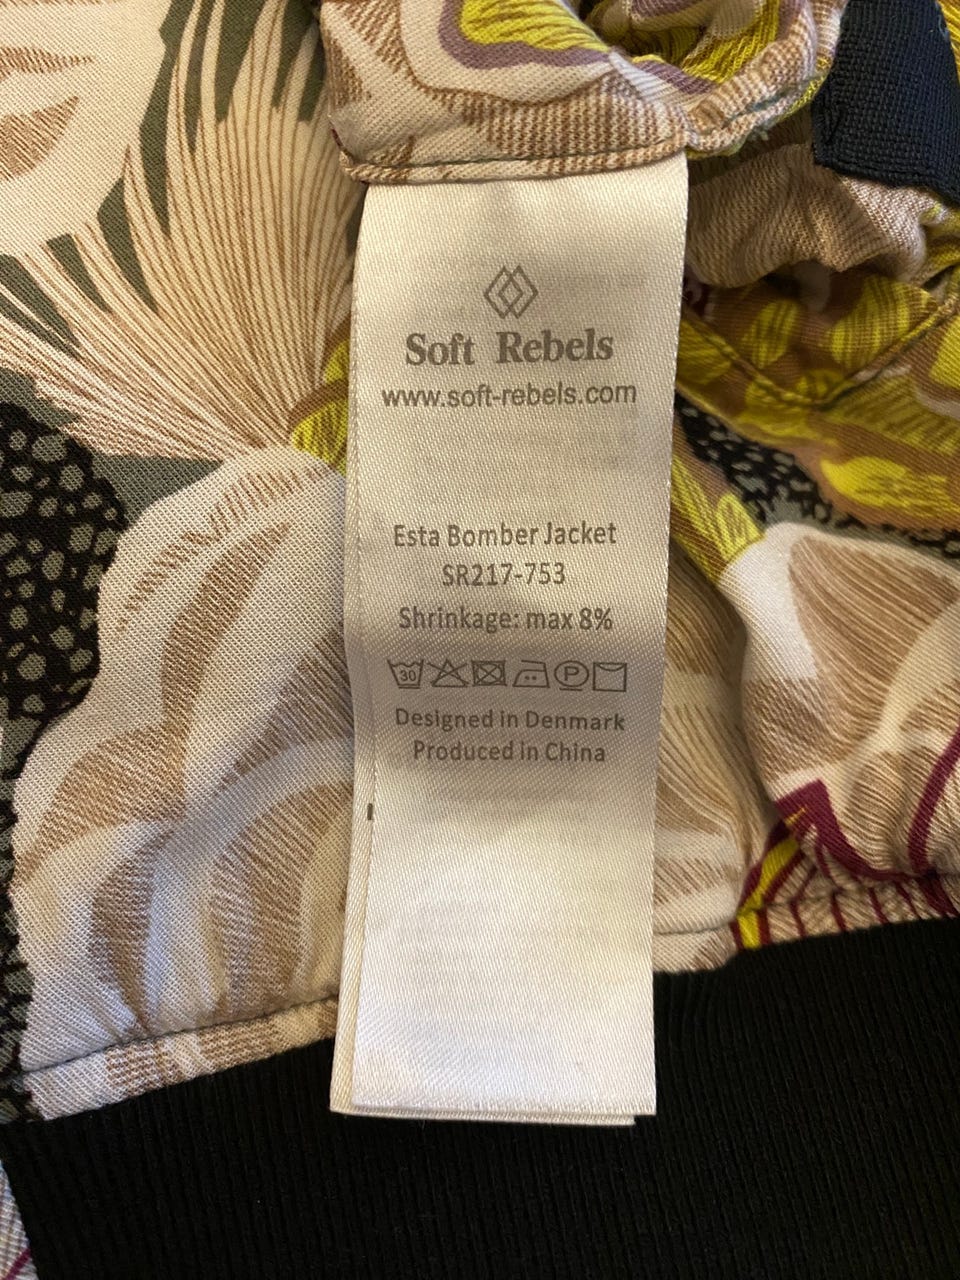 Soft Rebels
www.soft-rebels.com
Esta Bomber Jacket
SR217-753
Shrinkage: max 8%
30 P
Designed in Denmark
Produced in China